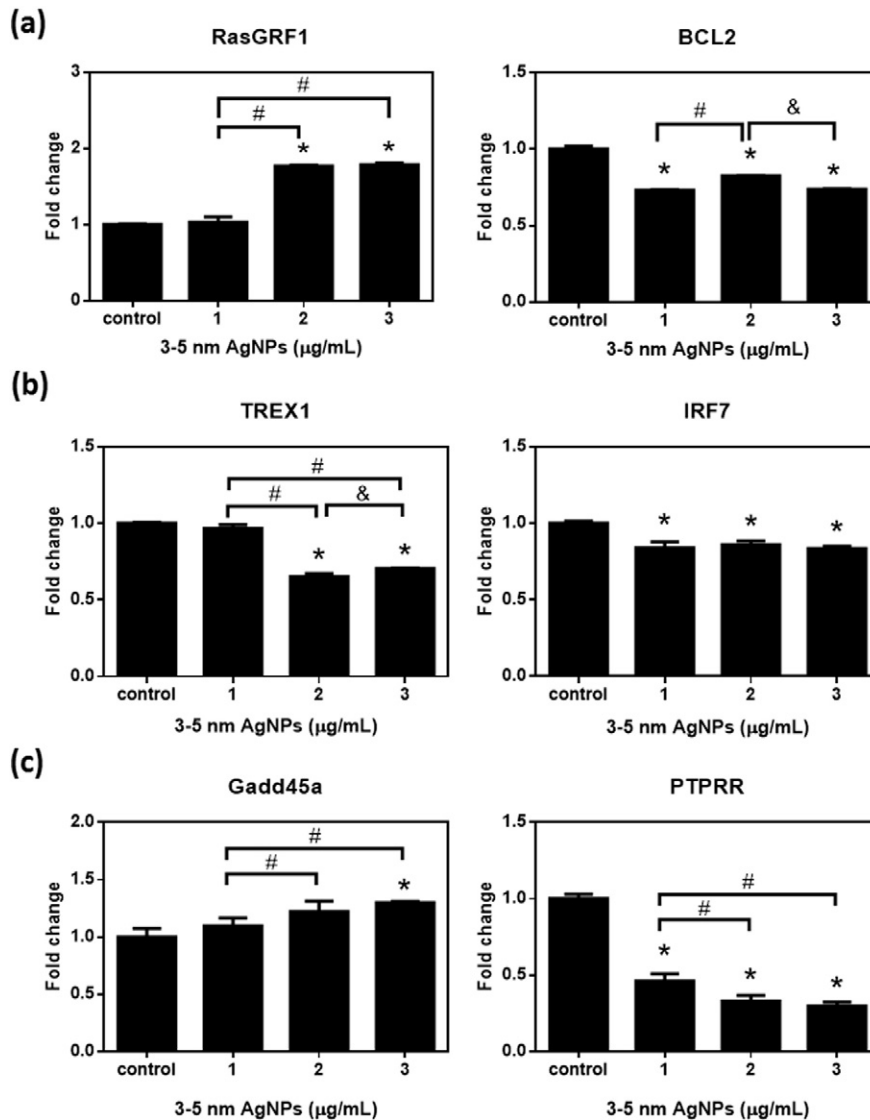 (a)
RasGRF1
Fold change
3
2
1
0
#
#
* *
control 1 2 3
3-5 nm AgNPs (μg/mL)
BCL2
Fold change
1.5
1.0
0.5
0.0
# &
* * *
control 1 2 3
3-5 nm AgNPs (μg/mL)
(b)
TREX1
Fold change
1.5
1.0
0.5
0.0
#
# &
* *
control 1 2 3
3-5 nm AgNPs (μg/mL)
IRF7
Fold change
1.5
1.0
0.5
0.0
* * *
control 1 2 3
3-5 nm AgNPs (μg/mL)
(c)
Gadd45a
Fold change
2.0
1.5
1.0
0.5
0.0
#
#
*
control 1 2 3
3-5 nm AgNPs (μg/mL)
PTPRR
Fold change
1.5
1.0
0.5
0.0
#
#
* * *
control 1 2 3
3-5 nm AgNPs (μg/mL)